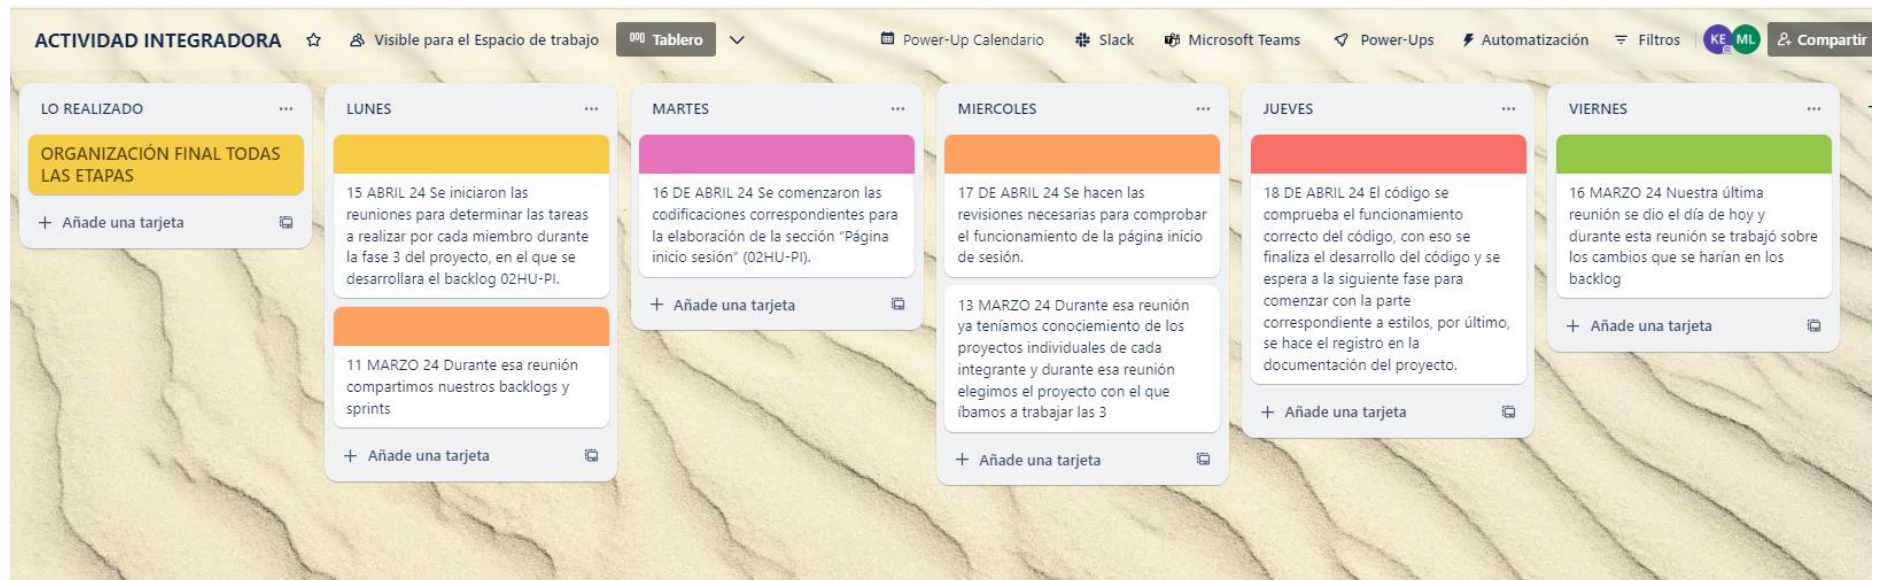 ACTIVIDAD INTEGRADORA
Visible para el Espacio de trabajo
Tablero
Power-Up Calendario
Slack
Microsoft Teams
Power-Ups
Automatización
Filtros
KE
ML
Compartir
LO REALIZADO
ORGANIZACIÓN FINAL TODAS
LAS ETAPAS
+ Añade una tarjeta
LUNES
15 ABRIL 24 Se iniciaron las
reuniones para determinar las tareas
a realizar por cada miembro durante
la fase 3 del proyecto, en el que se
desarrollara el backlog 02HU-PI.
11 MARZO 24 Durante esa reunión
compartimos nuestros backlogs y
sprints
+ Añade una tarjeta
MARTES
16 DE ABRIL 24 Se comenzaron las
codificaciones correspondientes para
la elaboración de la sección “Página
inicio sesión” (02HU-PI).
+ Añade una tarjeta
MIERCOLES
17 DE ABRIL 24 Se hacen las
revisiones necesarias para comprobar
el funcionamiento de la página inicio
de sesión.
13 MARZO 24 Durante esa reunión
ya teníamos conociemiento de los
proyectos individuales de cada
integrante y durante esa reunión
elegimos el proyecto con el que
íbamos a trabajar las 3
+ Añade una tarjeta
JUEVES
18 DE ABRIL 24 El código se
comprueba el funcionamiento
correcto del código, con eso se
finaliza el desarrollo del código y se
espera a la siguiente fase para
comenzar con la parte
correspondiente a estilos, por último,
se hace el registro en la
documentación del proyecto.
+ Añade una tarjeta
VIERNES
16 MARZO 24 Nuestra última
reunión se dio el día de hoy y
durante esta reunión se trabajó sobre
los cambios que se harían en los
backlog
+ Añade una tarjeta